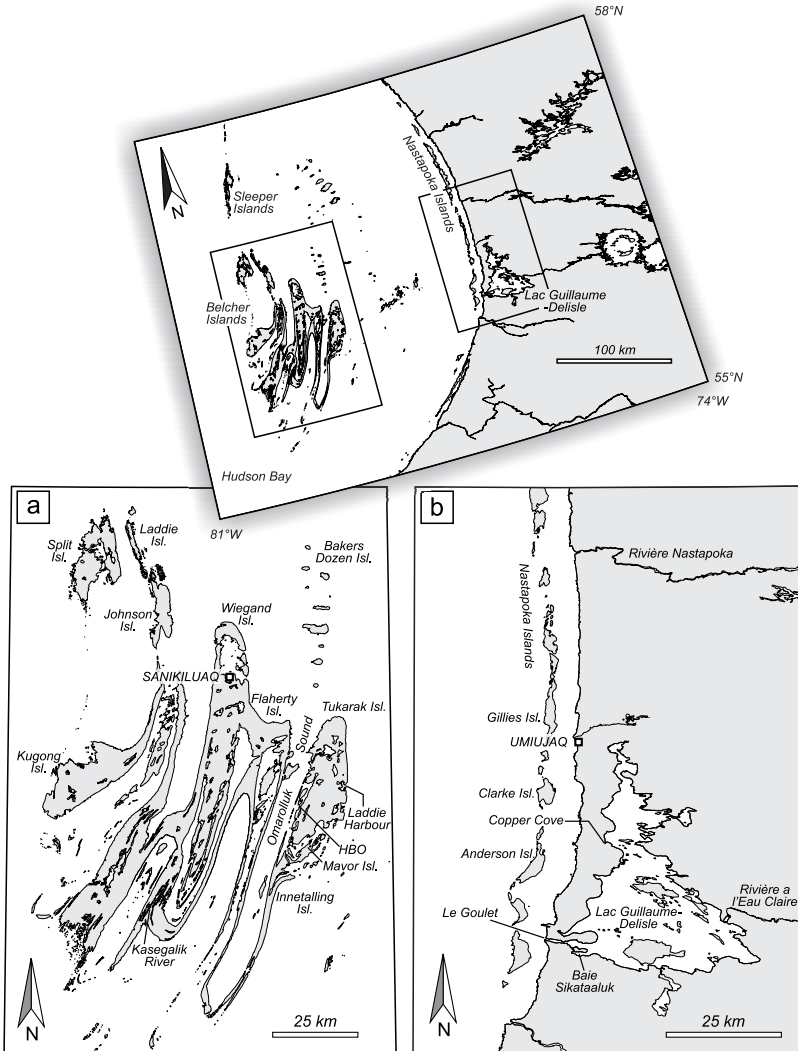 58°N
Nastapoka Islands
N
Sleeper
Islands
Belcher
Islands
Lac Guillaume
-Delisle
100 km
55°N
74°W
Hudson Bay
81°W
a
Split
Isl.
Laddie
Isl.
Bakers
Dozen Isl.
Johnson
Isl.
Wiegand
Isl.
SANIKILUAQ
Flaherty
Isl.
Tukarak Isl.
Kugong
Isl.
Omarolluk Sound
Laddie
Harbour
HBO
Mavor Isl.
Innetalling
Isl.
Kasegalik
River
N
25 km
b
Rivière Nastapoka
Nastapoka Islands
Gillies Isl.
UMIUJAQ
Clarke Isl.
Copper Cove
Anderson Isl.
Rivière a
l'Eau Claire
Le Goulet
Lac Guillaume-
Delisle
Baie
Sikataaluk
N
25 km